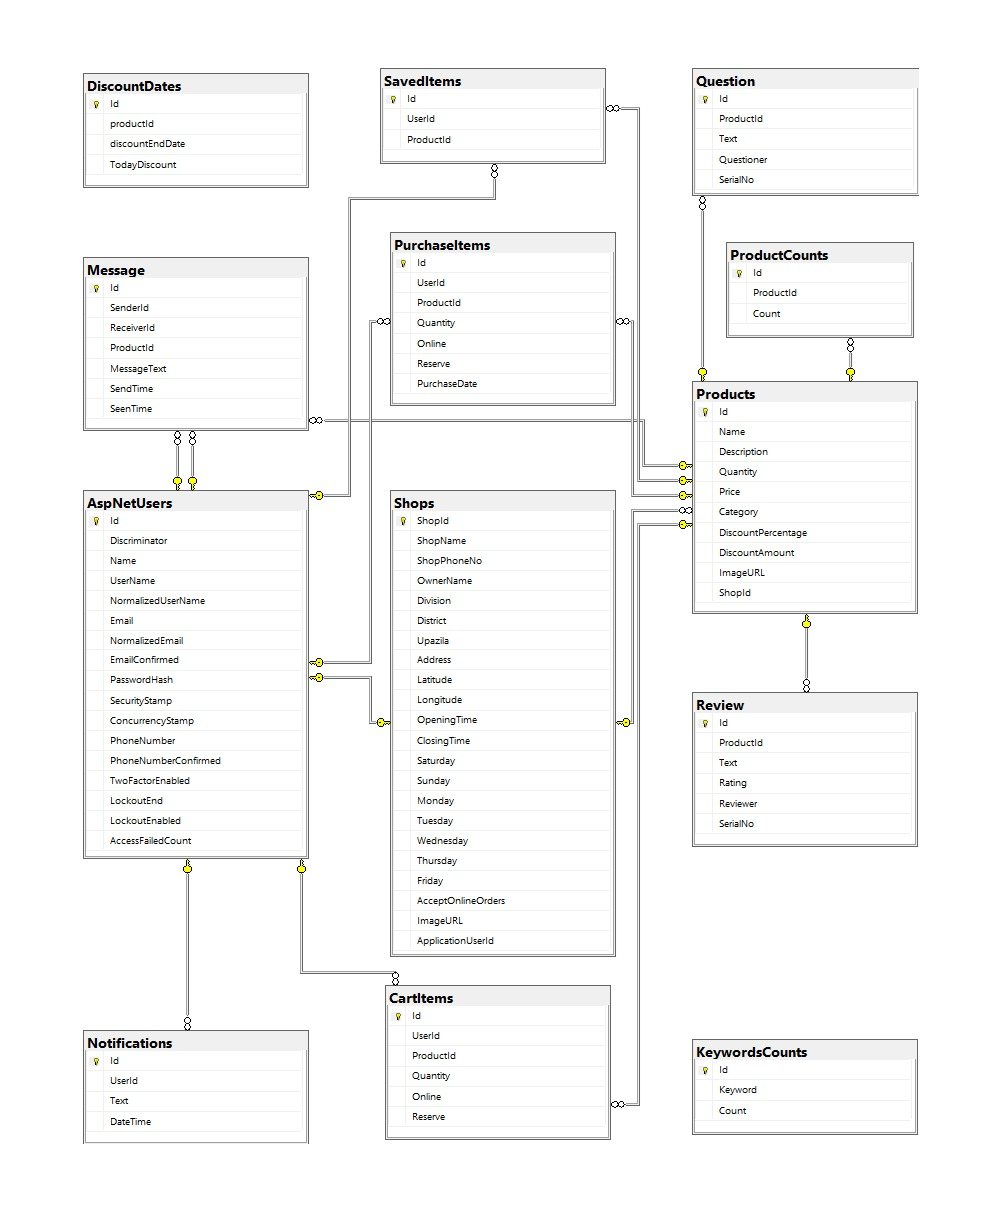 DiscountDates
Id
productId
discountEndDate
TodayDiscount
SavedItems
Id
UserId
ProductId
Question
Id
ProductId
Text
Questioner
SerialNo
Message
Id
SenderId
ReceiverId
ProductId
MessageText
SendTime
SeenTime
PurchaseItems
Id
UserId
ProductId
Quantity
Online
Reserve
PurchaseDate
ProductCounts
Id
ProductId
Count
Products
Id
Name
Description
Quantity
Price
Category
DiscountPercentage
DiscountAmount
ImageURL
ShopId
AspNetUsers
Id
Discriminator
Name
UserName
NormalizedUserName
Email
NormalizedEmail
EmailConfirmed
PasswordHash
SecurityStamp
ConcurrencyStamp
PhoneNumber
PhoneNumberConfirmed
TwoFactorEnabled
LockoutEnd
LockoutEnabled
AccessFailedCount
Shops
ShopId
ShopName
ShopPhoneNo
OwnerName
Division
District
Upazila
Address
Latitude
Longitude
OpeningTime
ClosingTime
Saturday
Sunday
Monday
Tuesday
Wednesday
Thursday
Friday
AcceptOnlineOrders
ImageURL
ApplicationUserId
Review
Id
ProductId
Text
Rating
Reviewer
SerialNo
Notifications
Id
UserId
Text
DateTime
CartItems
Id
UserId
ProductId
Quantity
Online
Reserve
KeywordsCounts
Id
Keyword
Count